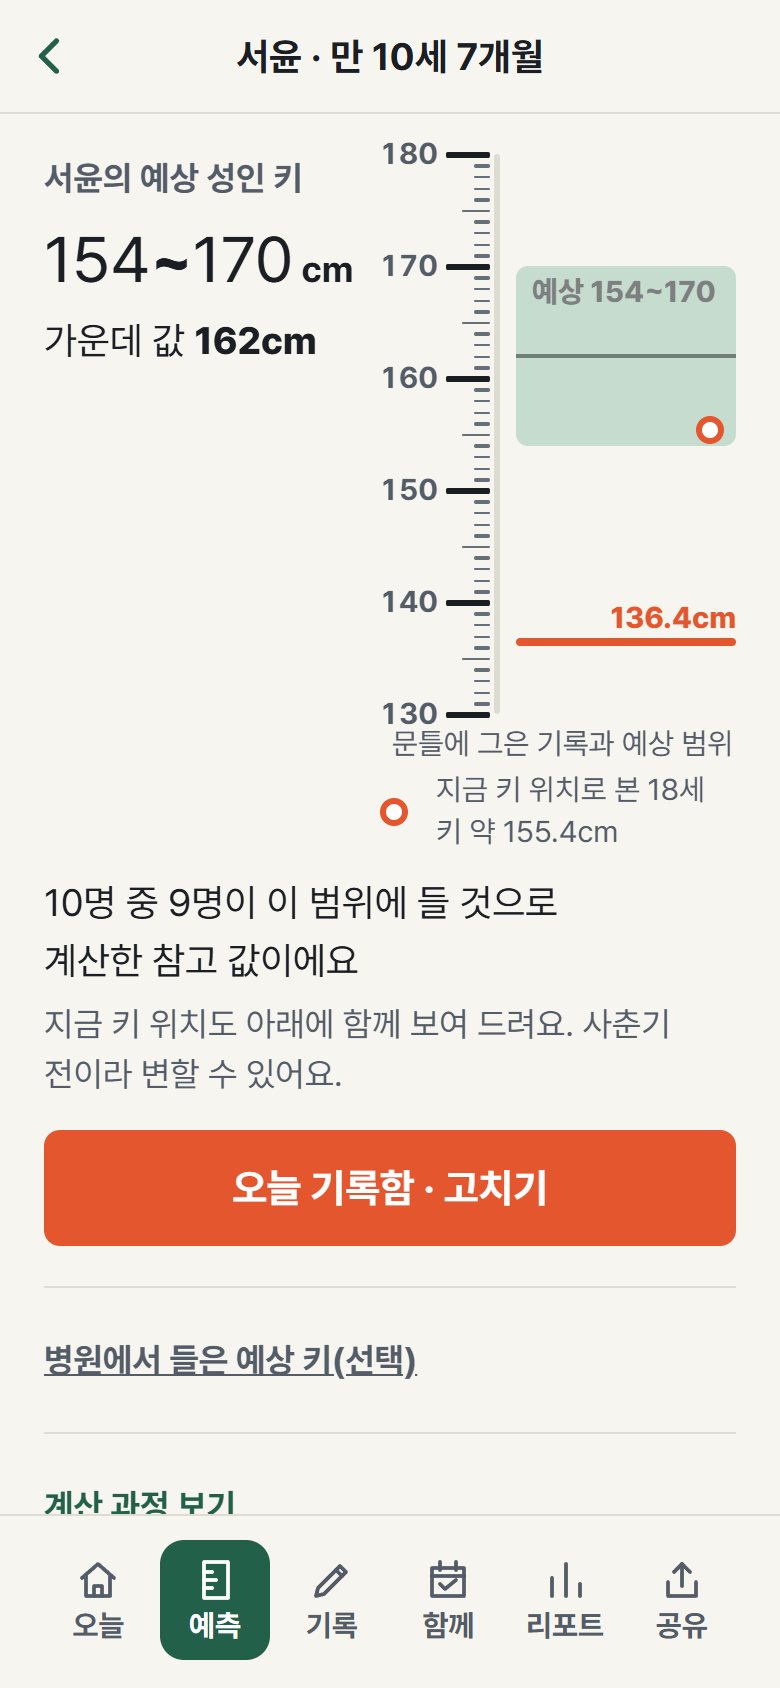 서윤 · 만 10세 7개월
서윤의 예상 성인 키
154~170 cm
가운데 값 162cm
180
170
160
150
140
130
예상 154~170
136.4cm
문틀에 그은 기록과 예상 범위
지금 키 위치로 본 18세
키 약 155.4cm
10명 중 9명이 이 범위에 들 것으로
계산한 참고 값이에요
지금 키 위치도 아래에 함께 보여 드려요. 사춘기
전이라 변할 수 있어요.
오늘 기록함 · 고치기
병원에서 들은 예상 키(선택)
계산 과정 보기
오늘
예측
기록
함께
리포트
공유